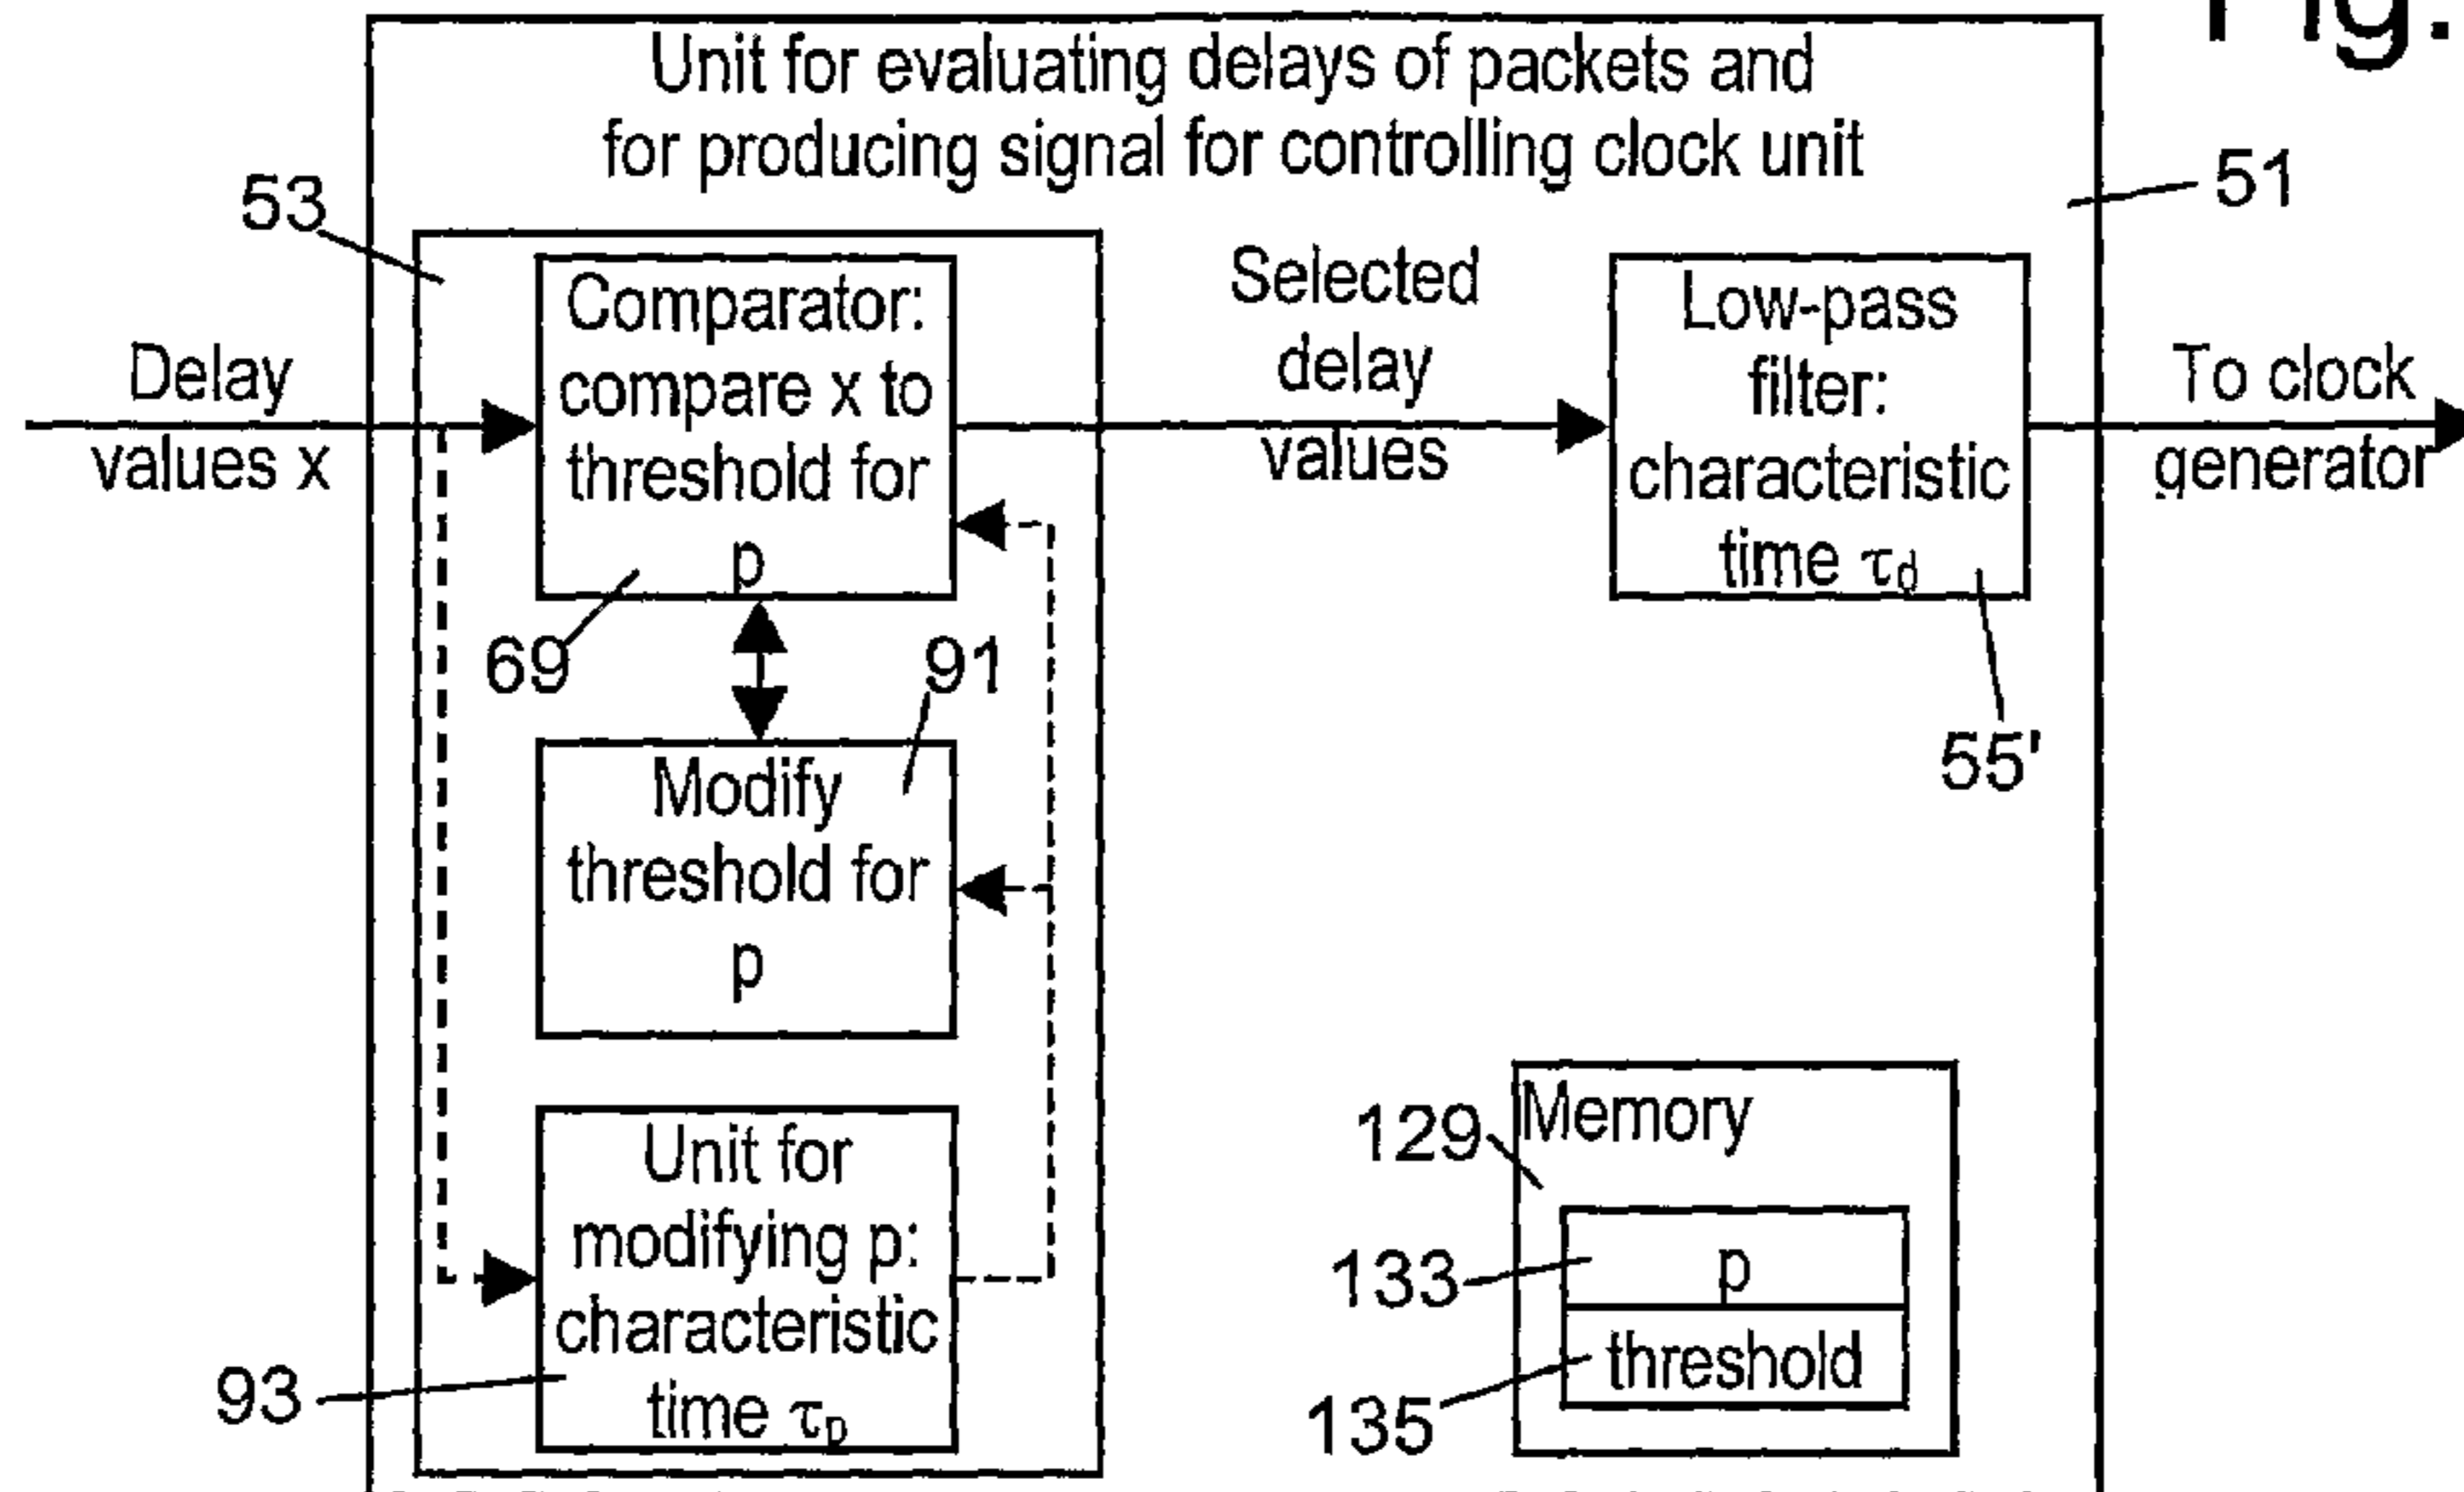 Fig.
Unit for evaluating delays of packets and
for producing signal for controlling clock unit
53
51
Comparator:
compare x to
threshold for
p
Delay
values x
Selected
delay
values
Low-pass
filter:
characteristic
time τd
To clock
generator
69
91
55'
Modify
threshold for
p
Unit for
modifying p:
characteristic
time τp
93
129
Memory
133
p
135
threshold